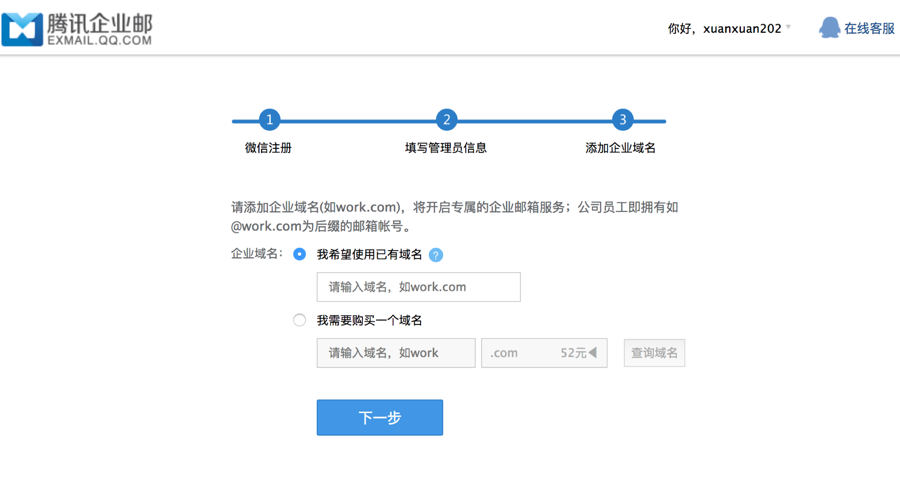 腾讯企业邮
EXMAIL.QQ.COM
你好，xuanxuan202
在线客服
1 2 3
微信注册 填写管理员信息 添加企业域名
请添加企业域名(如work.com)，将开启专属的企业邮箱服务；公司员工即拥有如
@work.com为后缀的邮箱帐号。
企业域名： 我希望使用已有域名 ?
请输入域名，如work.com
我需要购买一个域名
请输入域名，如work .com 52元 查询域名
下一步